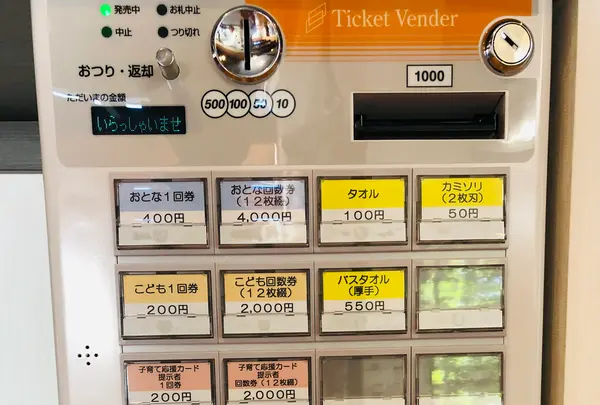 発売中 お札中止
中止 つり切れ
Ticket Vender
おつり・返却
ただいまの金額
いらっしゃいませ
500 100 50 10
1000
おとな1回券
400円
おとな回数券
(12枚綴)
4,000円
タオル
100円
カミソリ
(2枚刃)
50円
こども1回券
200円
こども回数券
(12枚綴)
2,000円
バスタオル
(厚手)
550円
子育て応援カード
提示者
1回券
200円
子育て応援カード
提示者
回数券(12枚綴)
2,000円